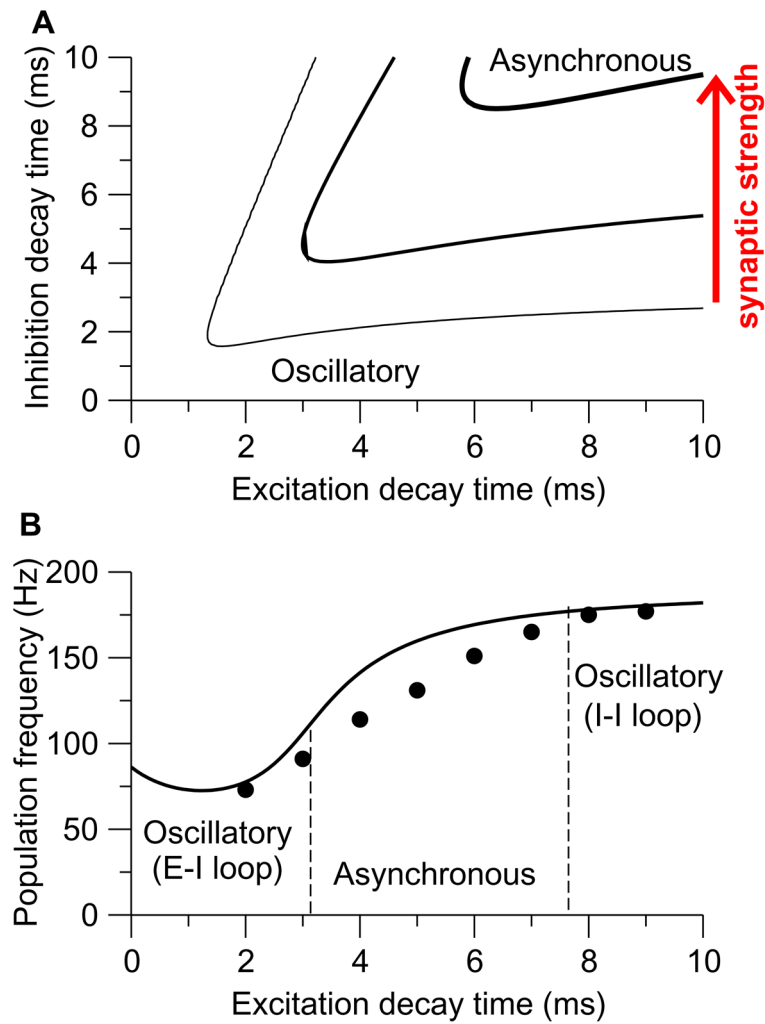 A
Inhibition decay time (ms)
10
8
6
4
2
0
Asynchronous
Oscillatory
synaptic strength
0 2 4 6 8 10
Excitation decay time (ms)
B
Population frequency (Hz)
200
150
100
50
0
Oscillatory
(E-I loop)
Asynchronous
Oscillatory
(I-I loop)
0 2 4 6 8 10
Excitation decay time (ms)